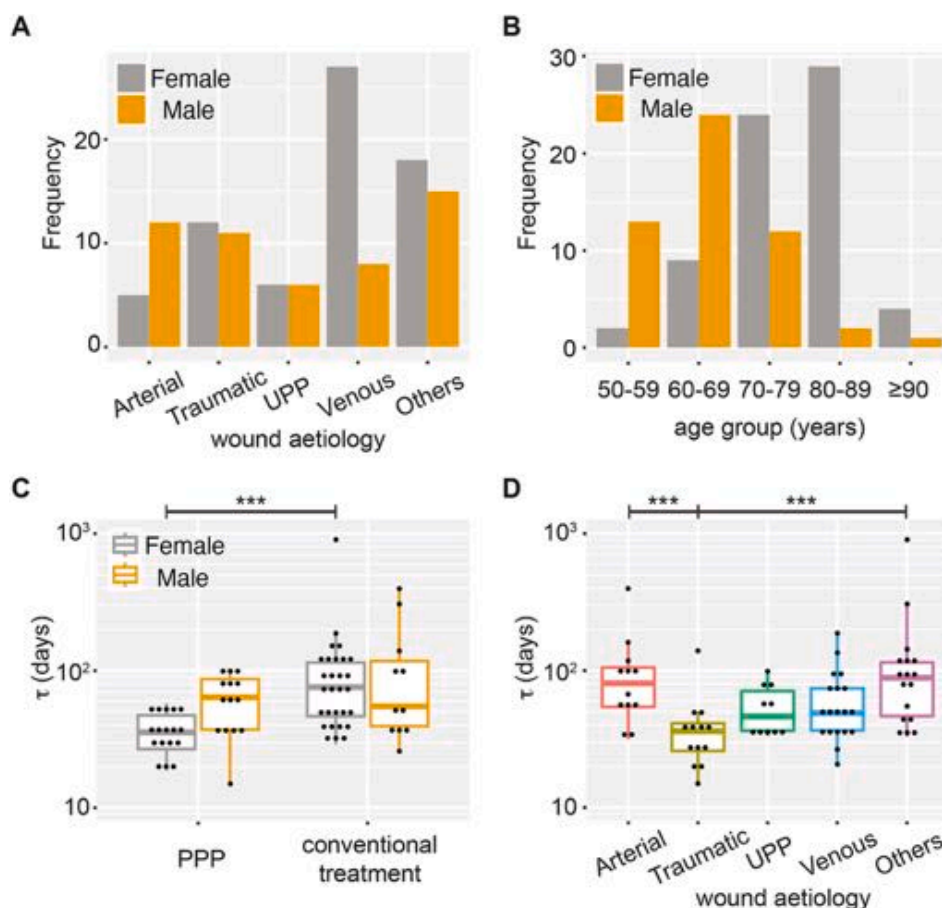 A
Female
Male
20
10
0
Frequency
Arterial
Traumatic
UPP
Venous
Others
wound aetiology
B
Female
Male
30
20
10
0
Frequency
50-59
60-69
70-79
80-89
≥90
age group (years)
C
***
Female
Male
10³
10²
10
τ (days)
PPP
conventional
treatment
D
***
***
10³
10²
10
τ (days)
Arterial
Traumatic
UPP
Venous
Others
wound aetiology